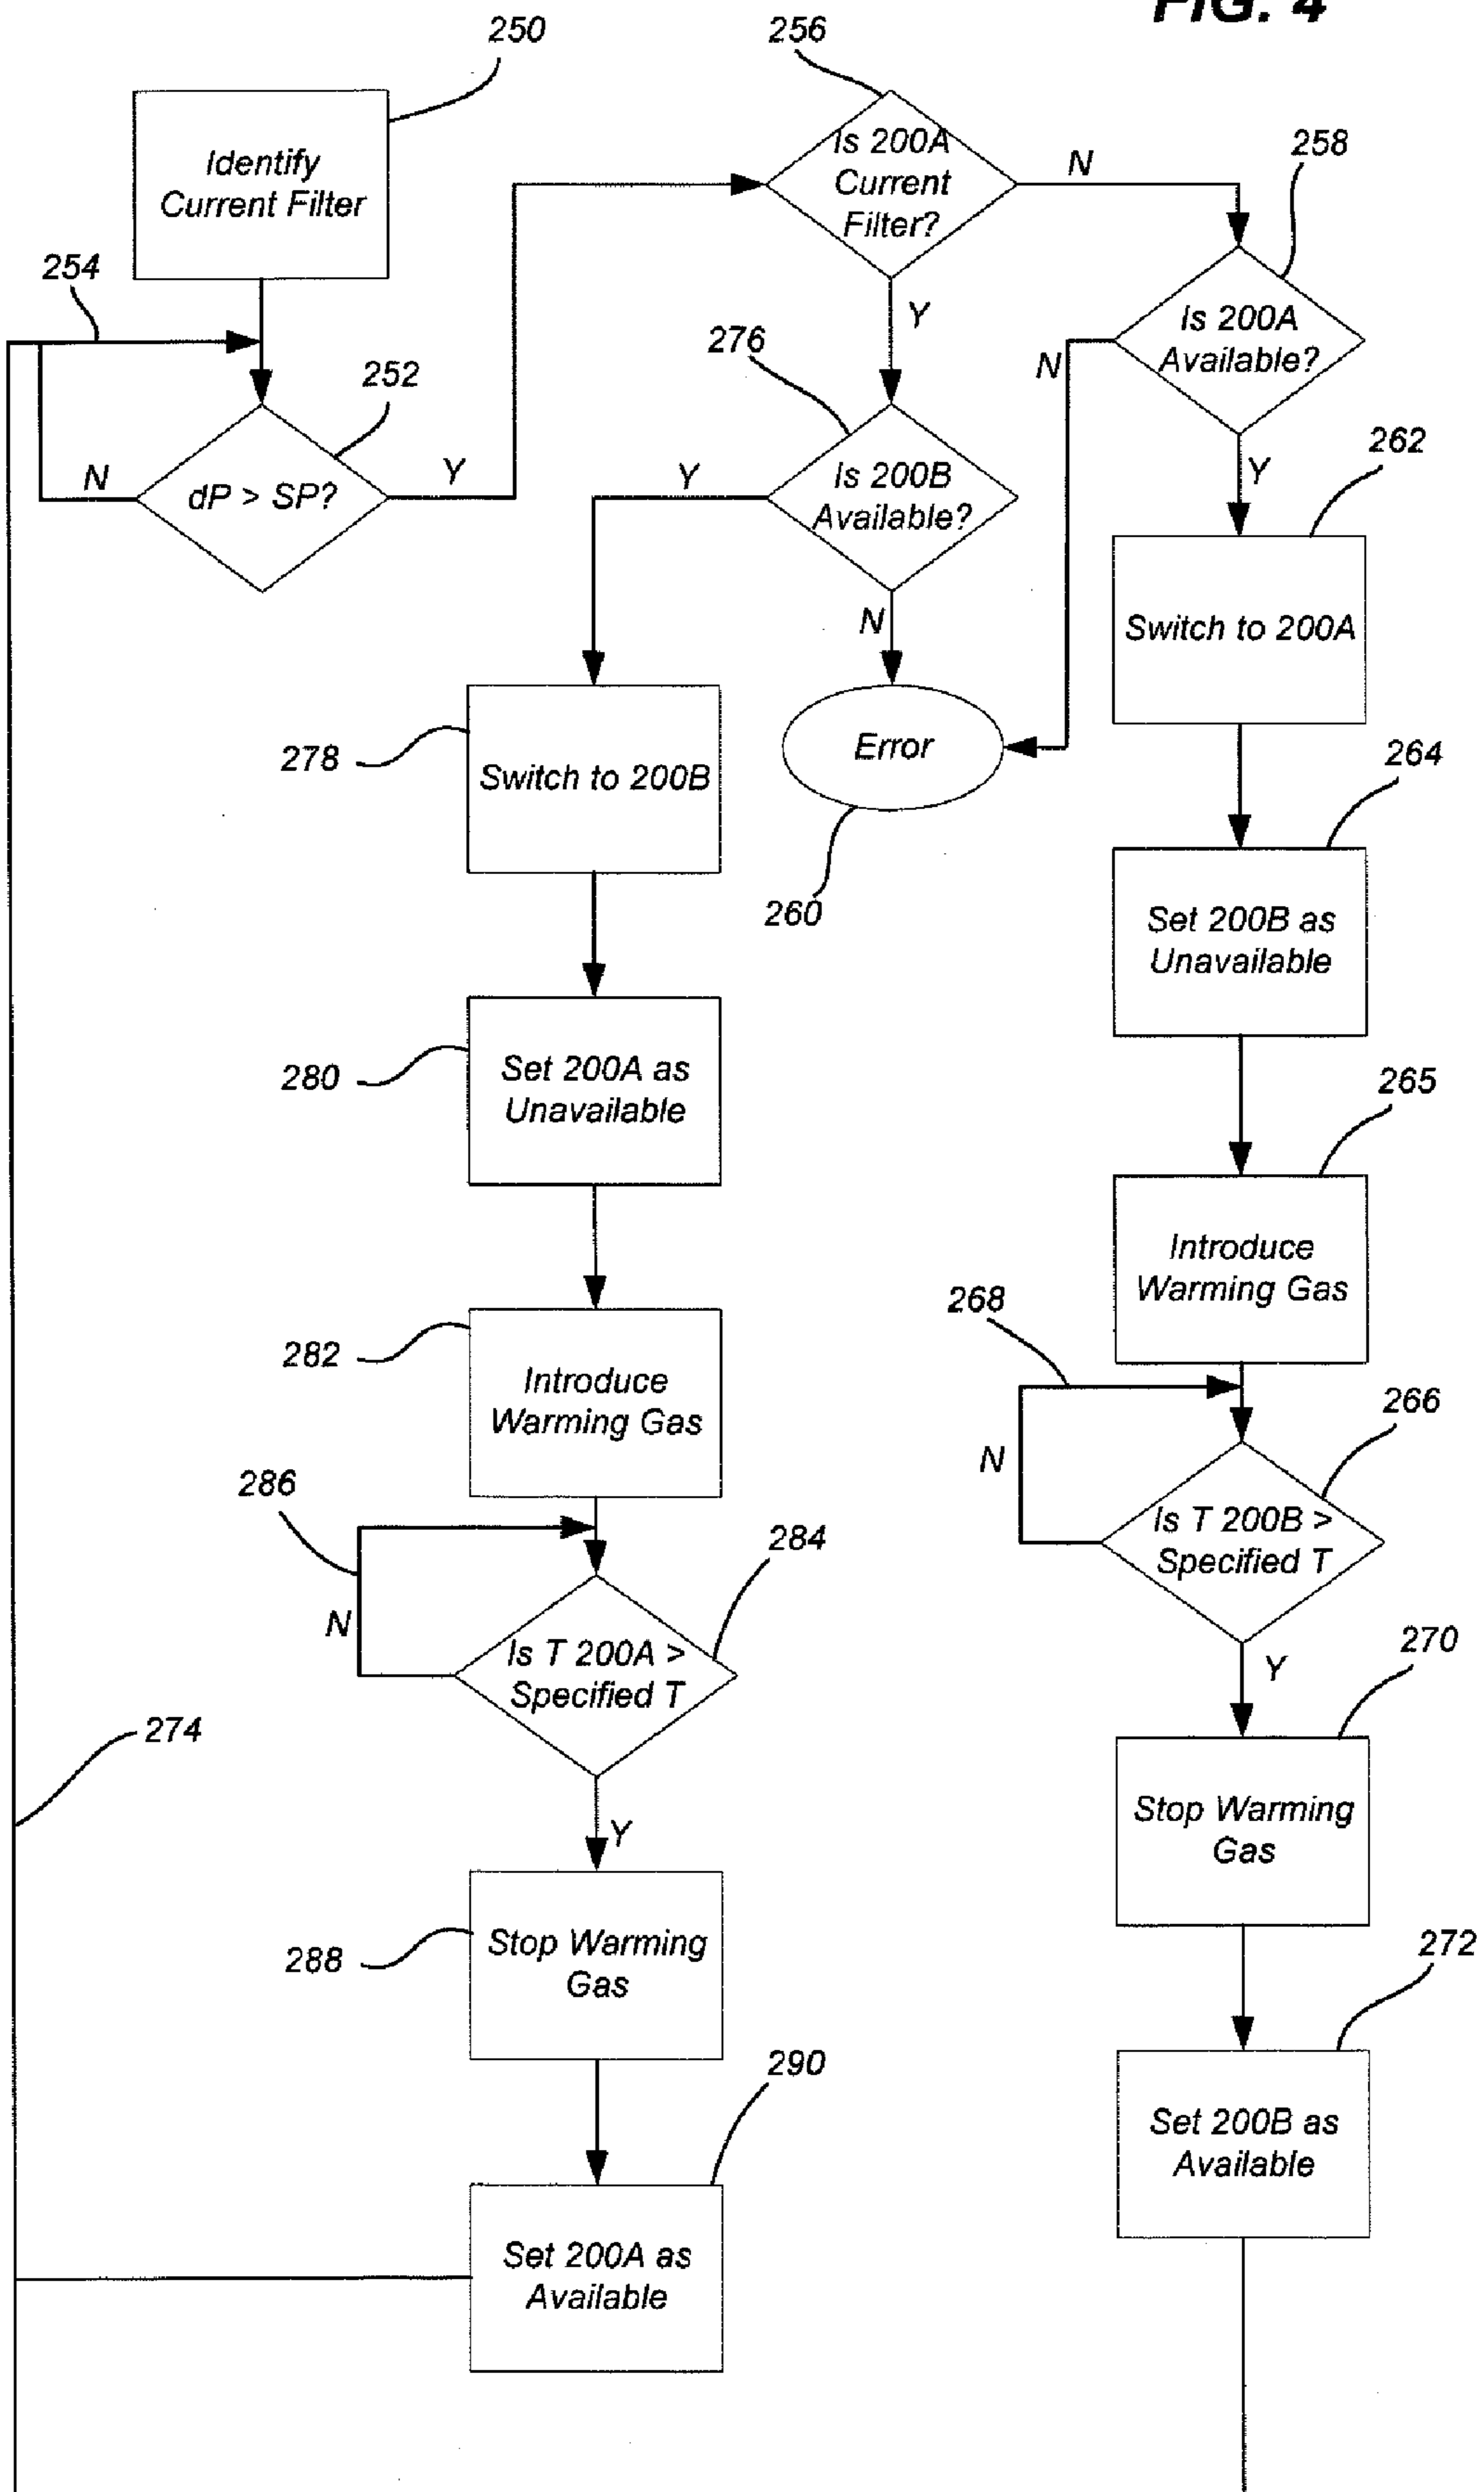 FIG. 4
250
256
Identify
Current Filter
Is 200A
Current
Filter?
N
258
254
Y
Is 200A
Available?
276
N
252
262
N
dP > SP?
Y
Y
Is 200B
Available?
Y
N
Switch to 200A
278
Switch to 200B
Error
264
260
Set 200B as
Unavailable
280
Set 200A as
Unavailable
265
Introduce
Warming Gas
282
Introduce
Warming Gas
268
266
N
286
284
Is T 200B >
Specified T
N
Is T 200A >
Specified T
270
Y
274
Y
Stop Warming
Gas
288
Stop Warming
Gas
272
290
Set 200B as
Available
Set 200A as
Available